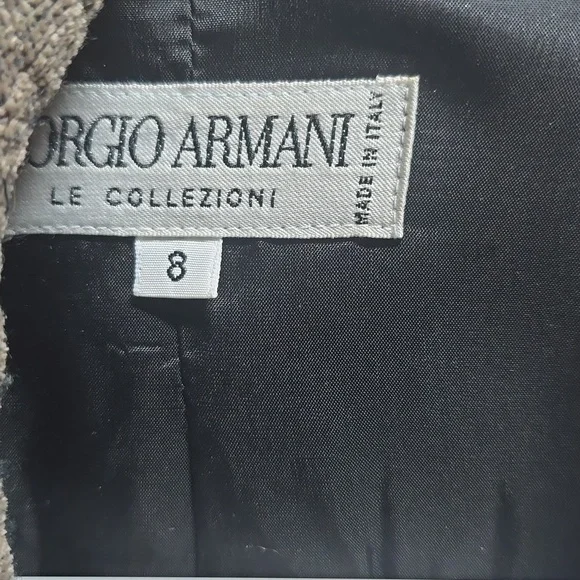 ORGIO ARMANI
LE COLLEZIONI
MADE IN ITALY
8